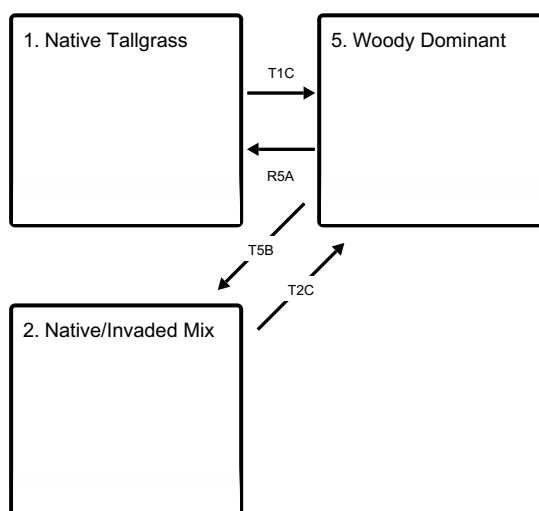 1. Native Tallgrass
5. Woody Dominant
T1C
R5A
T5B
T2C
2. Native/Invaded Mix